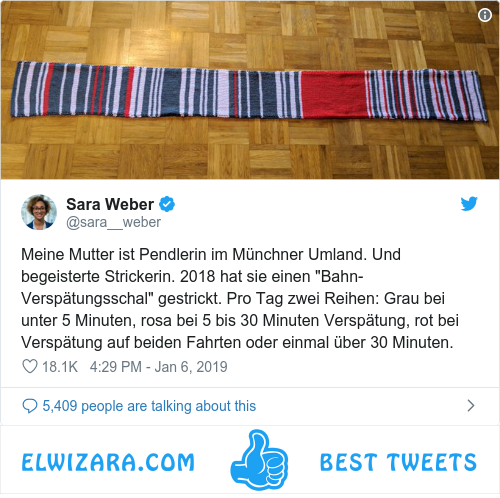 Sara Weber
@sara__weber
Meine Mutter ist Pendlerin im Münchner Umland. Und
begeisterte Strickerin. 2018 hat sie einen "Bahn-
Verspätungsschal" gestrickt. Pro Tag zwei Reihen: Grau bei
unter 5 Minuten, rosa bei 5 bis 30 Minuten Verspätung, rot bei
Verspätung auf beiden Fahrten oder einmal über 30 Minuten.
18.1K 4:29 PM - Jan 6, 2019
5,409 people are talking about this
ELWIZARA.COM BEST TWEETS